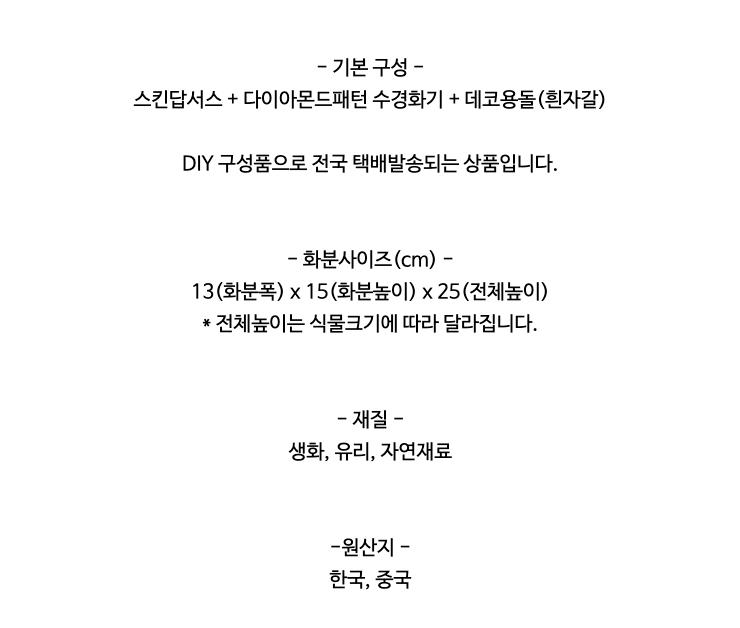 - 기본 구성 -
스킨답서스 + 다이아몬드패턴 수경화기 + 데코용돌(흰자갈)
DIY 구성품으로 전국 택배발송되는 상품입니다.
- 화분사이즈(cm) -
13(화분폭) x 15(화분높이) x 25(전체높이)
* 전체높이는 식물크기에 따라 달라집니다.
- 재질 -
생화, 유리, 자연재료
-원산지 -
한국, 중국